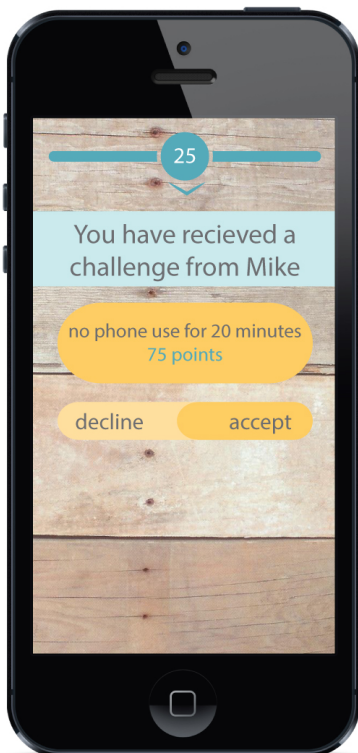 25
You have recieved a
challenge from Mike
no phone use for 20 minutes
75 points
decline accept